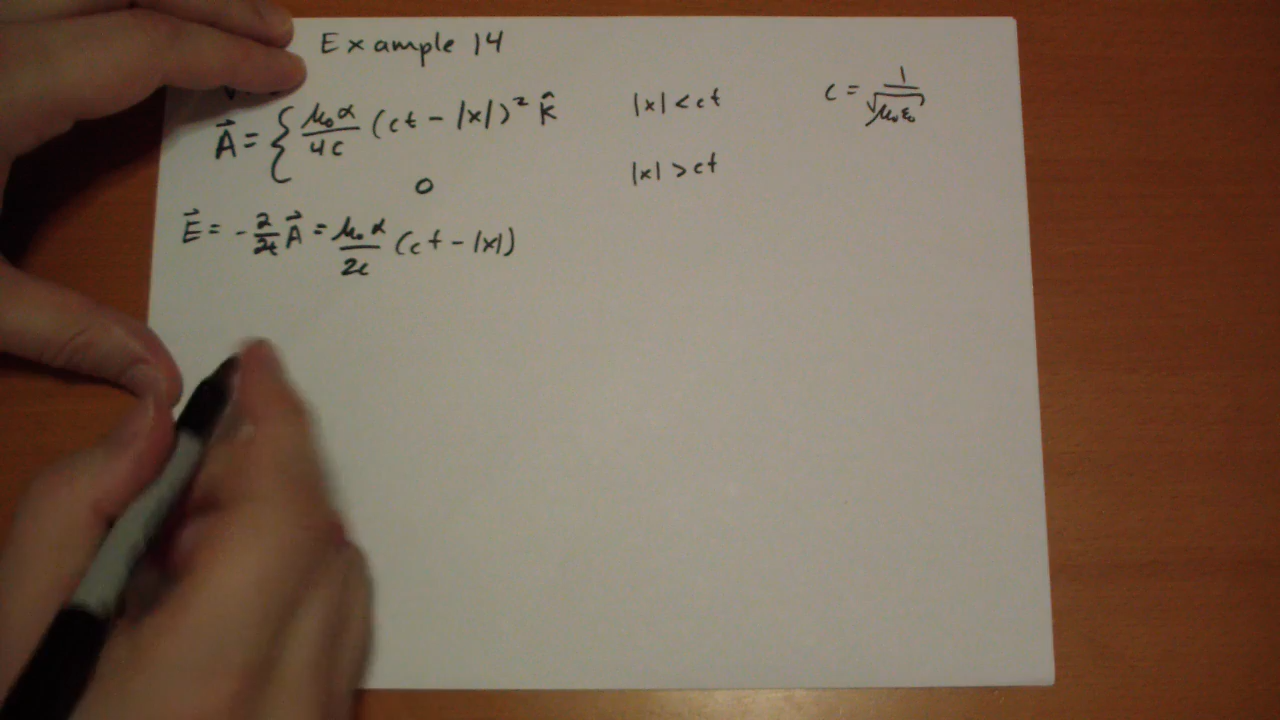 Example 14
c = 1/√(μ₀ε₀)
A⃗ = { μ₀α/4c (ct - |x|)² k̂ |x| < ct
0 |x| > ct
E⃗ = - ∂/∂t A⃗ = μ₀α/2c (ct - |x|)